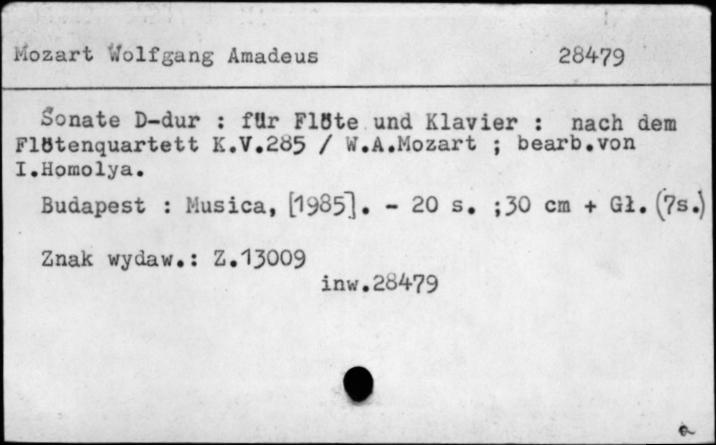 Mozart Wolfgang Amadeus 28479
Sonate D-dur : für Flöte und Klavier : nach dem
Flötenquartett K.V.285 / W.A.Mozart ; bearb.von
I.Homolya.
Budapest : Musica, [1985]. - 20 s. ;30 cm + Gł. (7s.)
Znak wydaw.: Z.13009
inw.28479